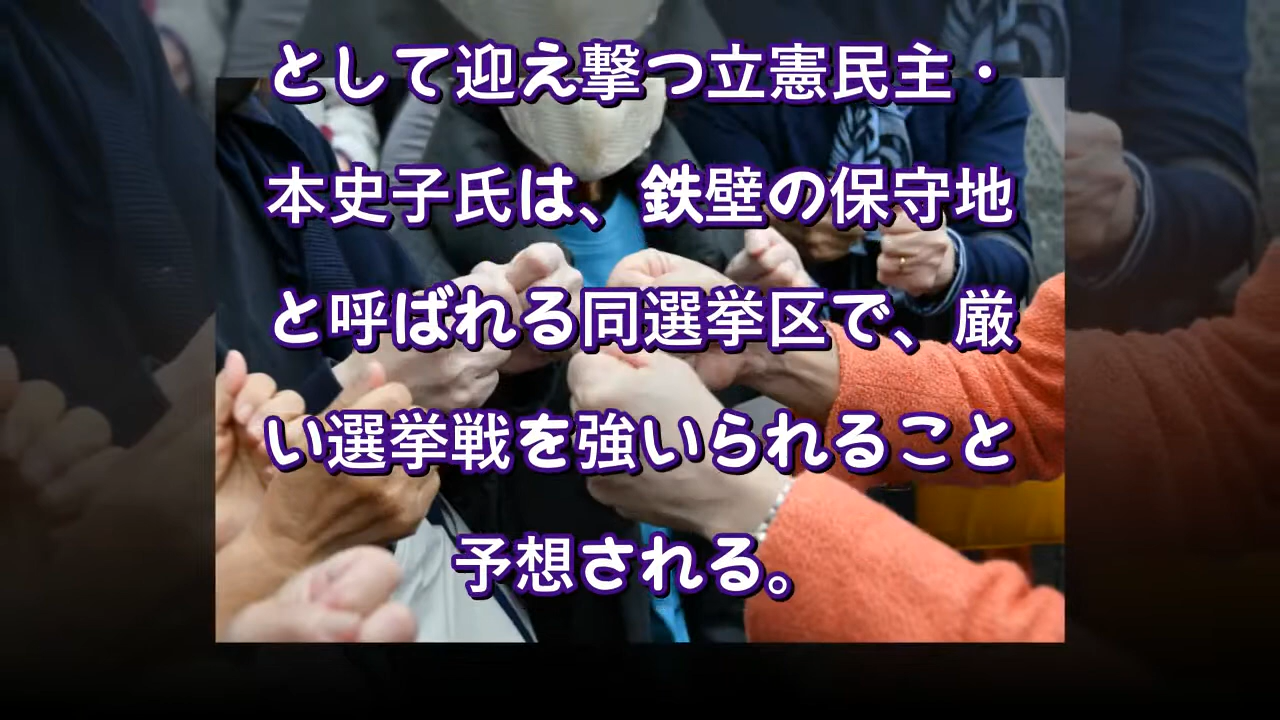 として迎え撃つ立憲民主・
本史子氏は、鉄壁の保守地
と呼ばれる同選挙区で、厳
い選挙戦を強いられること
予想される。